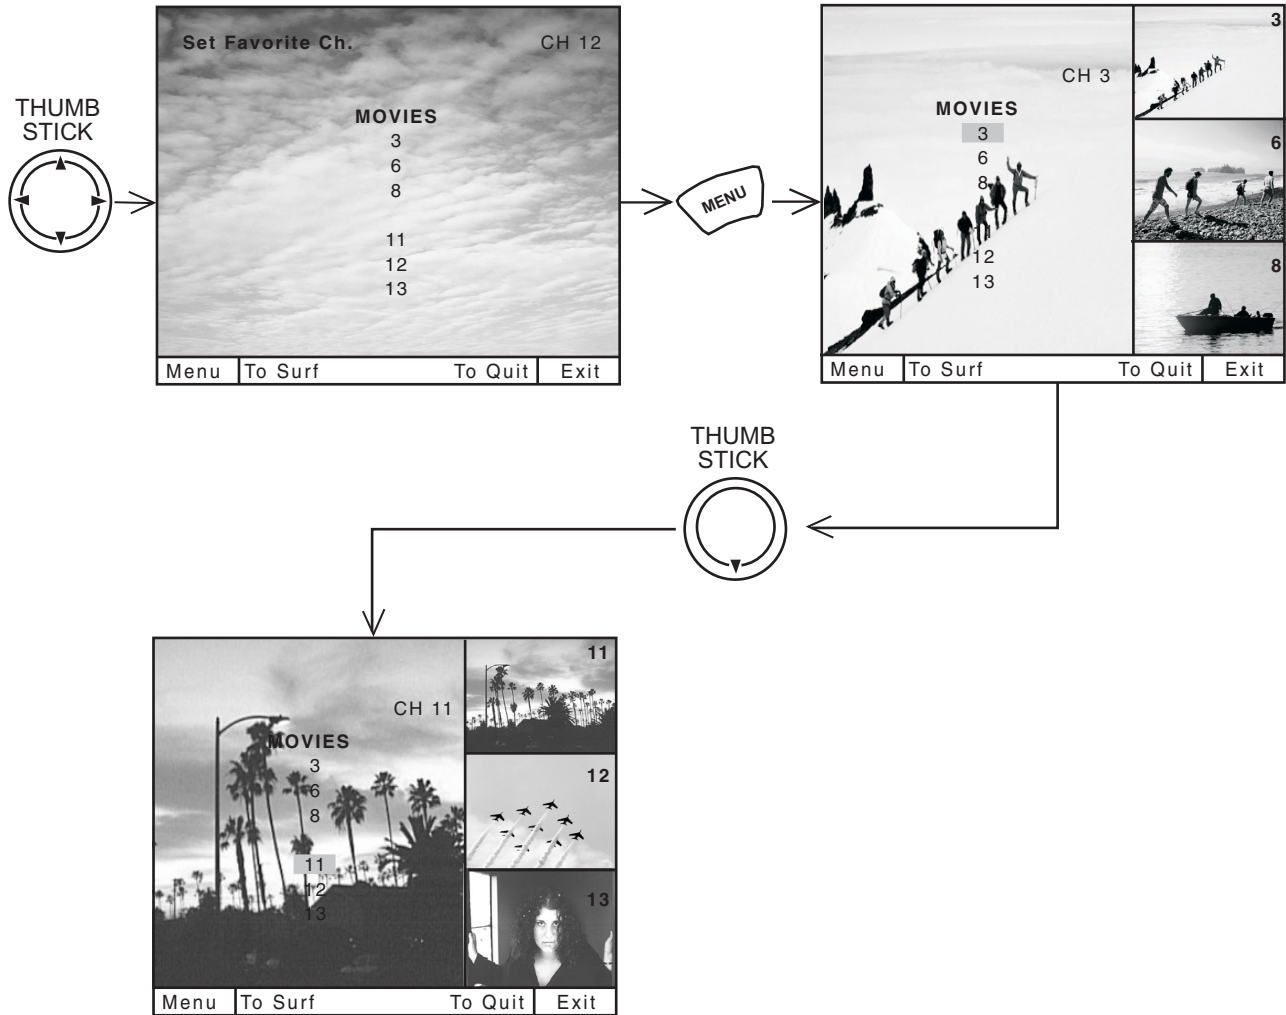 THUMB
STICK
Set Favorite Ch.
CH 12
MOVIES
3
6
8
11
12
13
Menu
To Surf
To Quit
Exit
MENU
CH 3
MOVIES
3
6
8
12
13
3
6
8
Menu
To Surf
To Quit
Exit
THUMB
STICK
CH 11
MOVIES
3
6
8
11
12
13
11
12
13
Menu
To Surf
To Quit
Exit